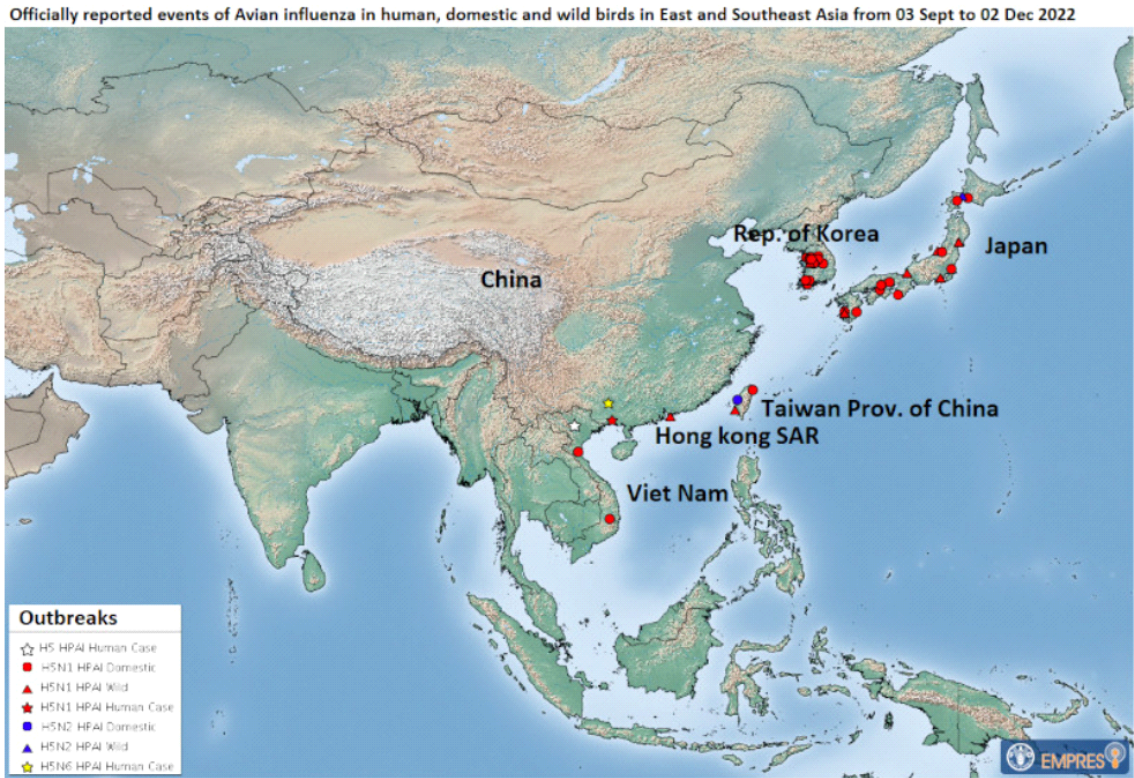 Officially reported events of Avian influenza in human, domestic and wild birds in East and Southeast Asia from 03 Sept to 02 Dec 2022
Rep. of Korea
Japan
China
Taiwan Prov. of China
Hong kong SAR
Viet Nam
Outbreaks
H5 HPAI Human Case
H5N1 HPAI Domestic
H5N1 HPAI Wild
H5N1 HPAI Human Case
H5N2 HPAI Domestic
H5N2 HPAI Wild
H5N6 HPAI Human Case
EMPRES